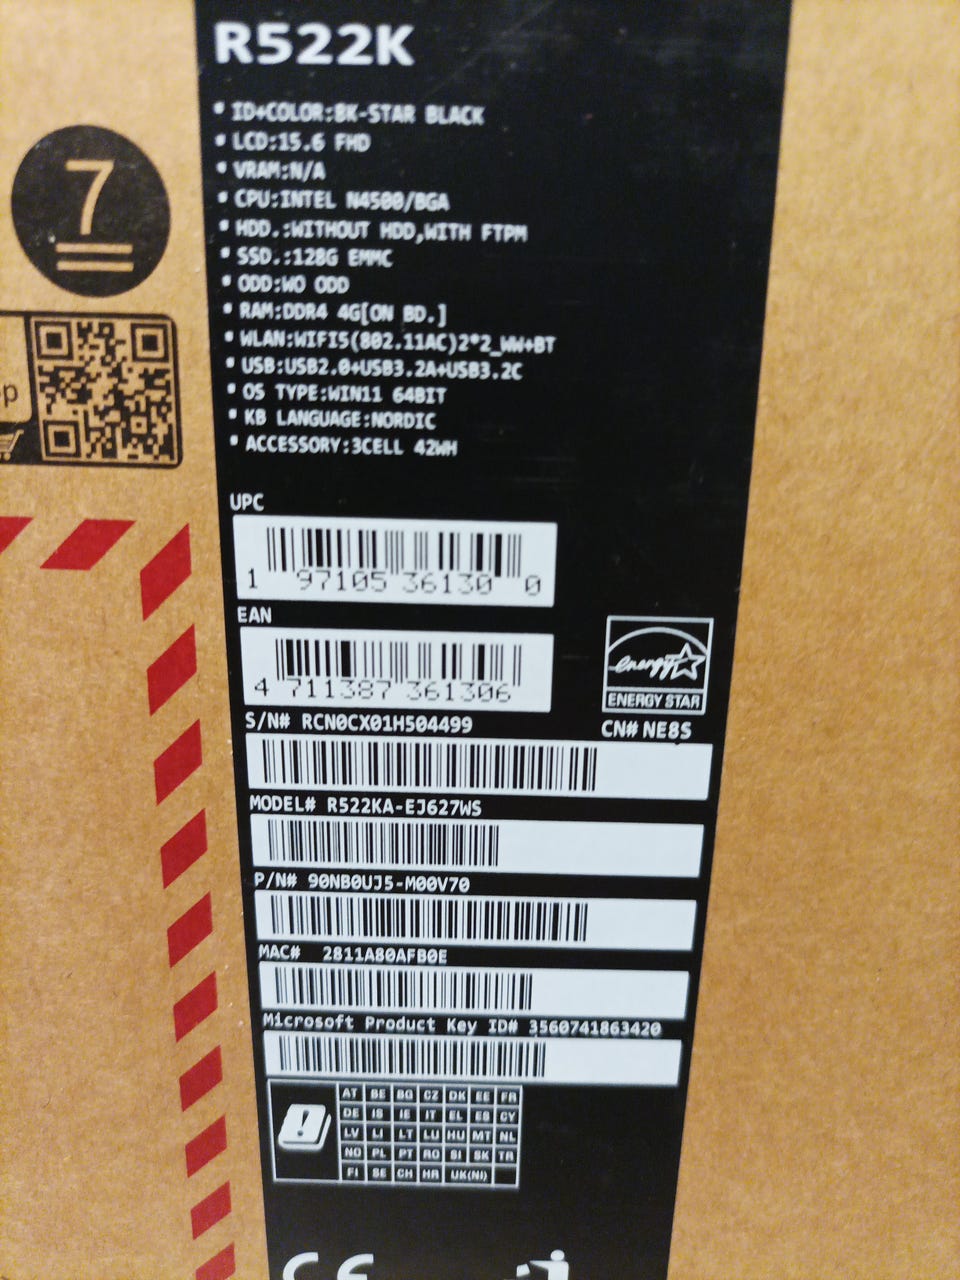 R522K
• ID+COLOR:BK-STAR BLACK
• LCD:15.6 FHD
• VRAM:N/A
• CPU:INTEL N4500/BGA
• HDD.:WITHOUT HDD,WITH FTPM
• SSD.:128G EMMC
• ODD:WO ODD
• RAM:DDR4 4G[ON BD.]
• WLAN:WIFI5(802.11AC)2*2_WW+BT
• USB:USB2.0+USB3.2A+USB3.2C
• OS TYPE:WIN11 64BIT
• KB LANGUAGE:NORDIC
• ACCESSORY:3CELL 42WH
7
UPC
1 97105 36130 0
EAN
4 711387 361306
energy
ENERGY STAR
S/N# RCN0CX01H504499
CN# NE8S
MODEL# R522KA-EJ627WS
P/N# 90NB0UJ5-M00V70
MAC# 2811A80AFB0E
Microsoft Product Key ID# 3560741863420
AT BE BG CZ DK EE FR
DE IS IE IT EL ES CY
LV LI LT LU HU MT NL
NO PL PT RO SI SK TR
FI SE CH HR UK(NI)
CE